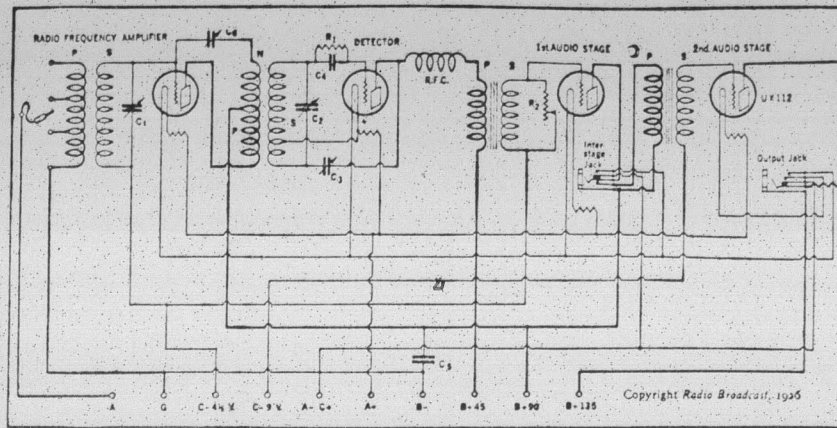 RADIO FREQUENCY AMPLIFIER
DETECTOR
1st. AUDIO STAGE
2nd. AUDIO STAGE
P
S
C1
N
P
S
R1
C4
C2
C3
R.F.C.
P
S
R2
P
S
UX112
Inter
stage
Jack
Output Jack
C5
A
G
C-4½ V.
C-9 V.
A- C+
A+
B-
B+45
B+90
B+135
Copyright Radio Broadcast, 1926